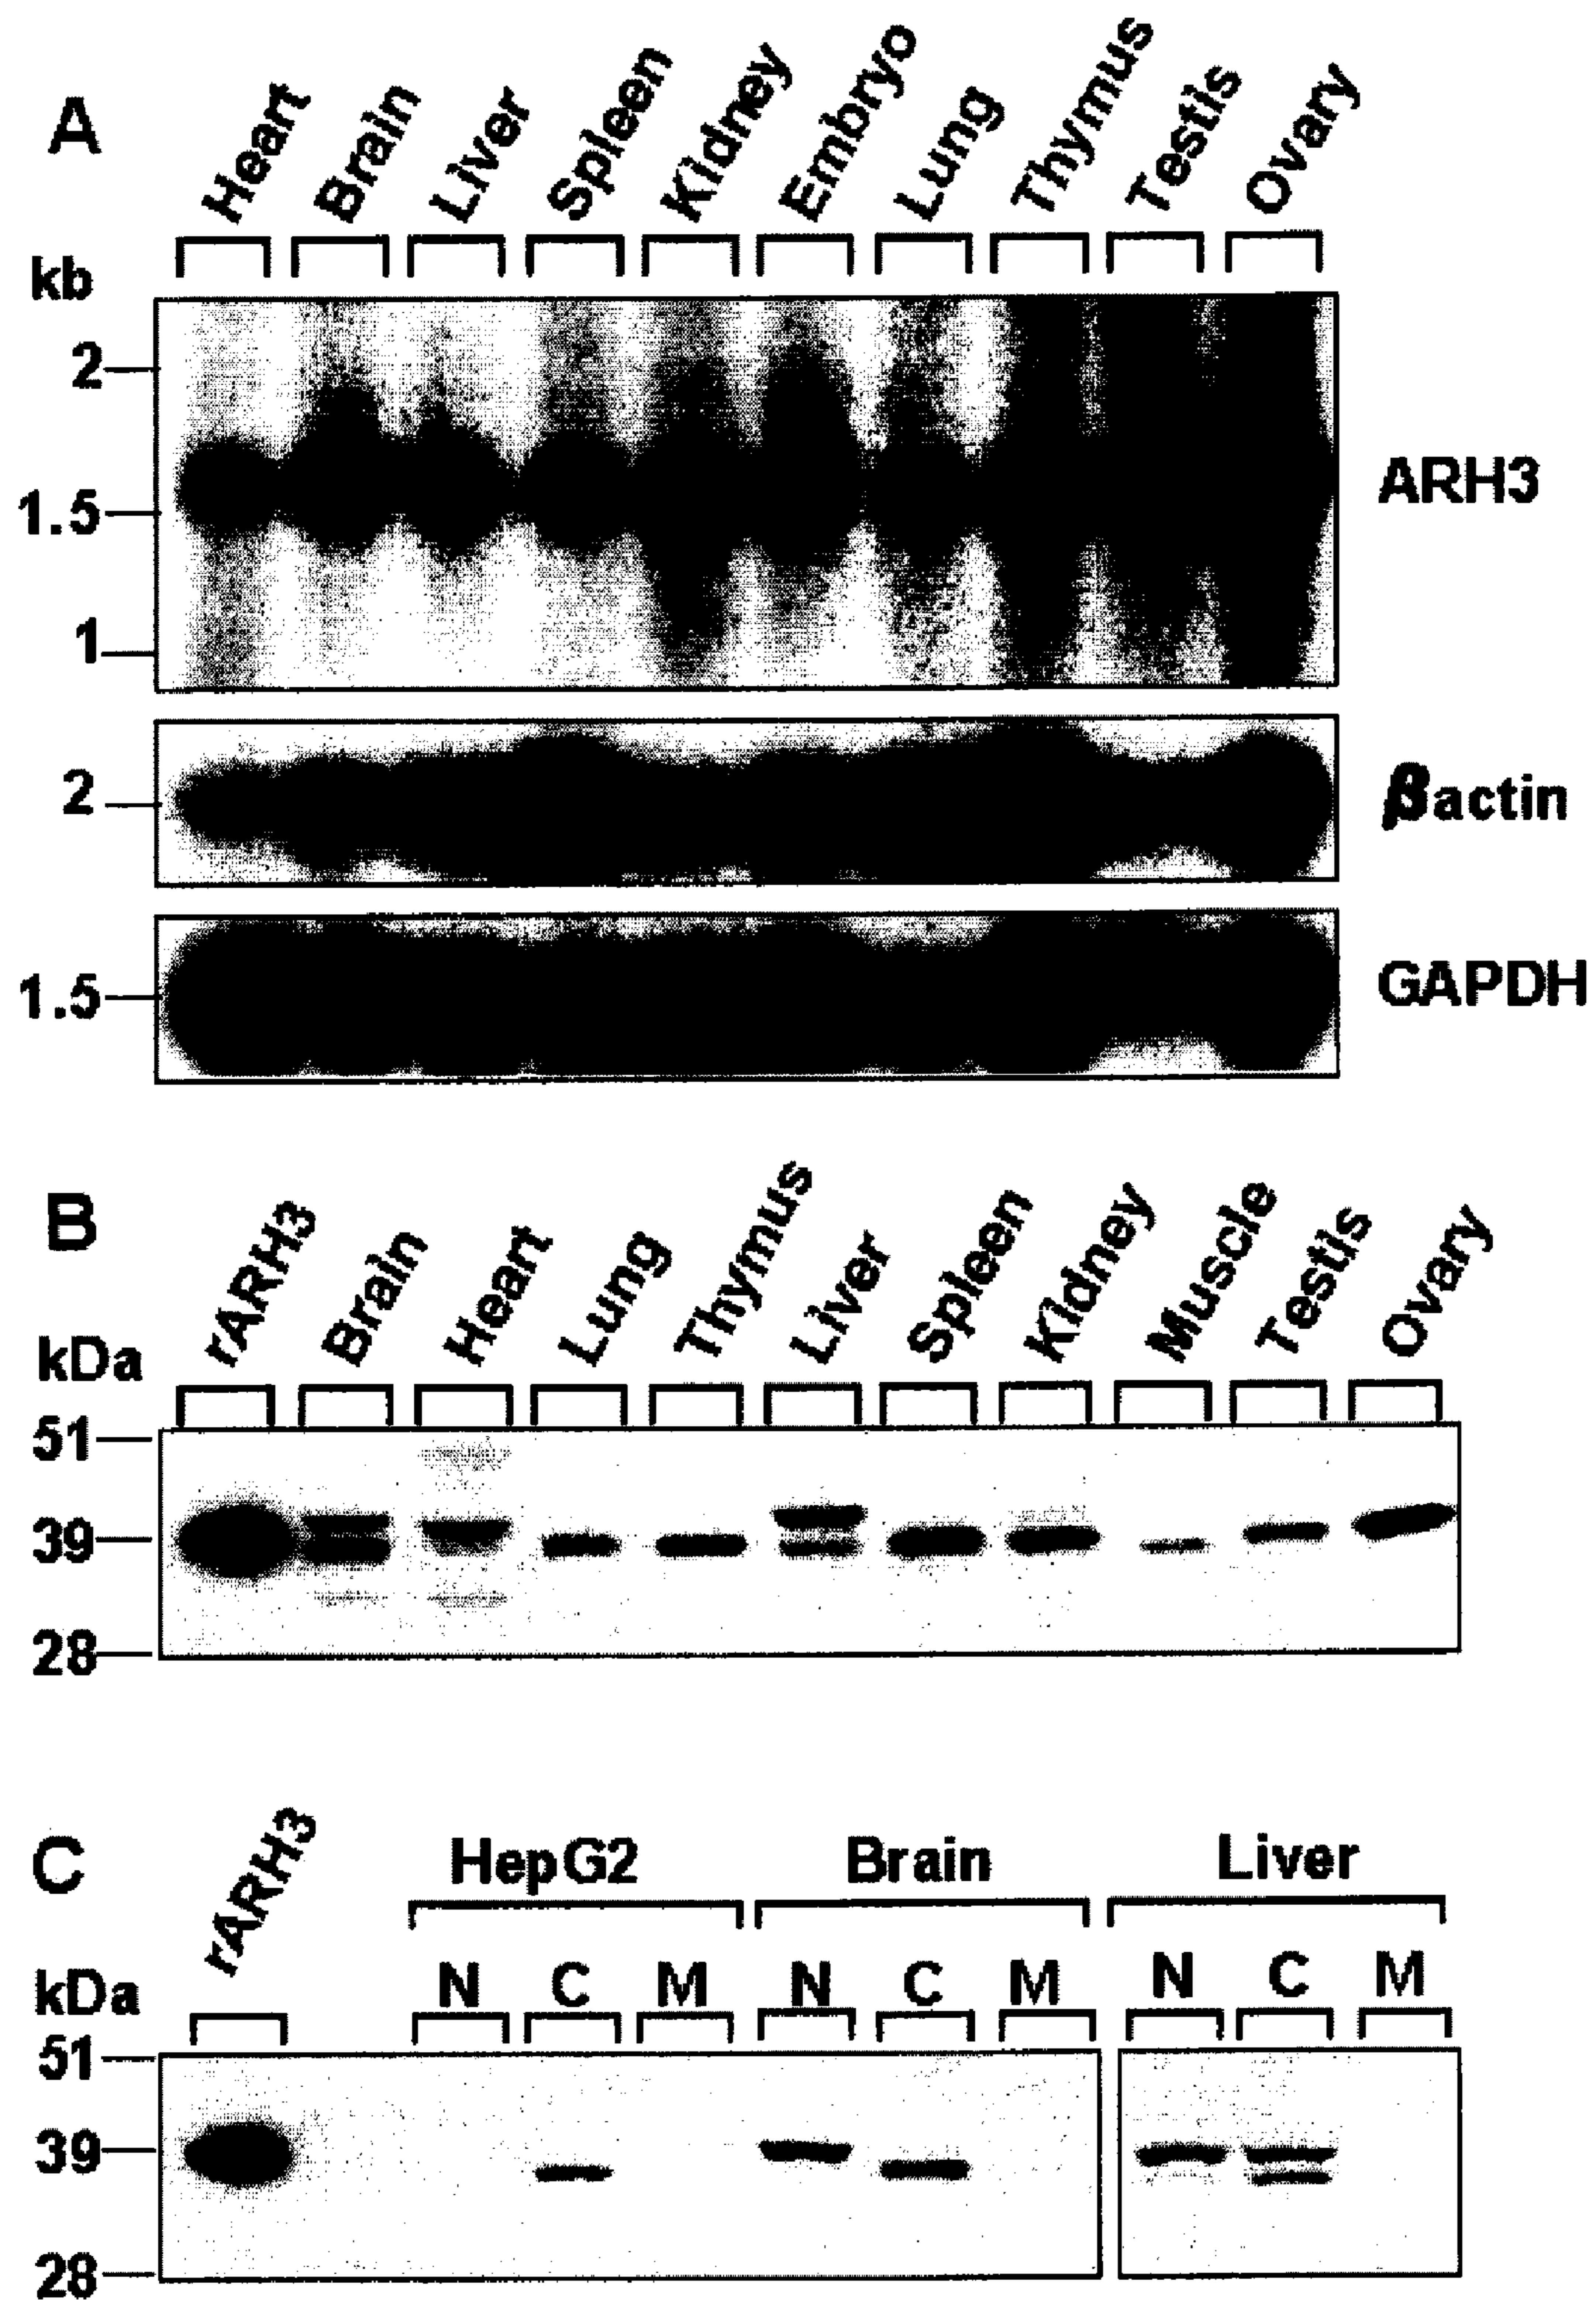 A
Heart Brain Liver Spleen Kidney Embryo Lung Thymus Testis Ovary
kb
2
1.5
1
ARH3
2
βactin
1.5
GAPDH
B
rARH3 Brain Heart Lung Thymus Liver Spleen Kidney Muscle Testis Ovary
kDa
51
39
28
C
rARH3 HepG2 Brain Liver
kDa N C M N C M N C M
51
39
28